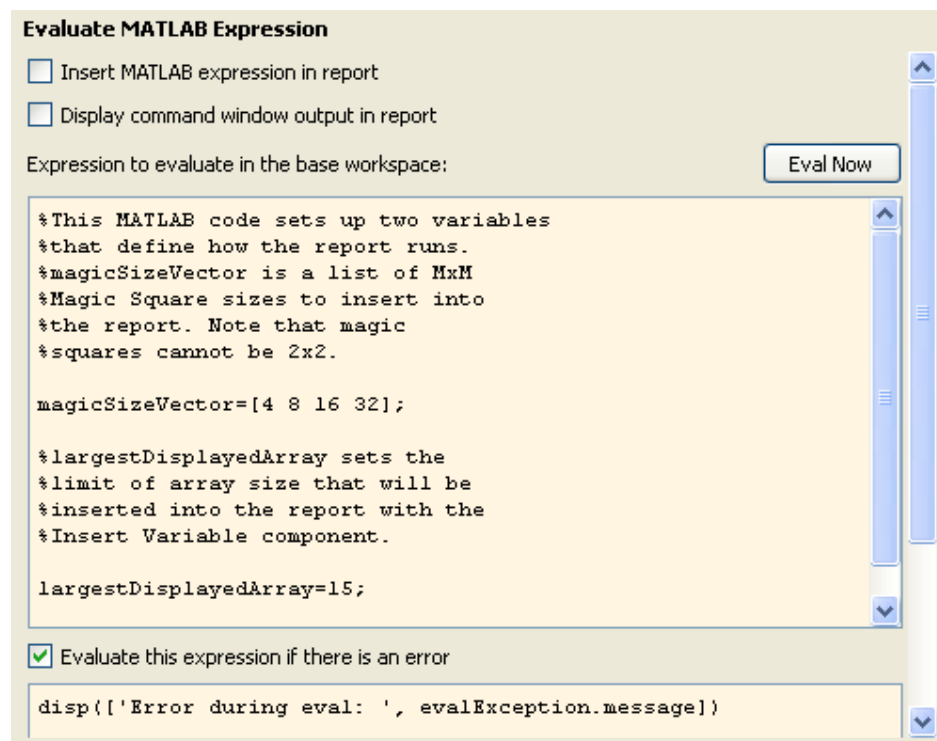 Evaluate MATLAB Expression
Insert MATLAB expression in report
Display command window output in report
Expression to evaluate in the base workspace:
Eval Now
%This MATLAB code sets up two variables
%that define how the report runs.
%magicSizeVector is a list of MxM
%Magic Square sizes to insert into
%the report. Note that magic
%squares cannot be 2x2.
magicSizeVector=[4 8 16 32];
%largestDisplayedArray sets the
%limit of array size that will be
%inserted into the report with the
%Insert Variable component.
largestDisplayedArray=15;
Evaluate this expression if there is an error
disp(['Error during eval: ', evalException.message])